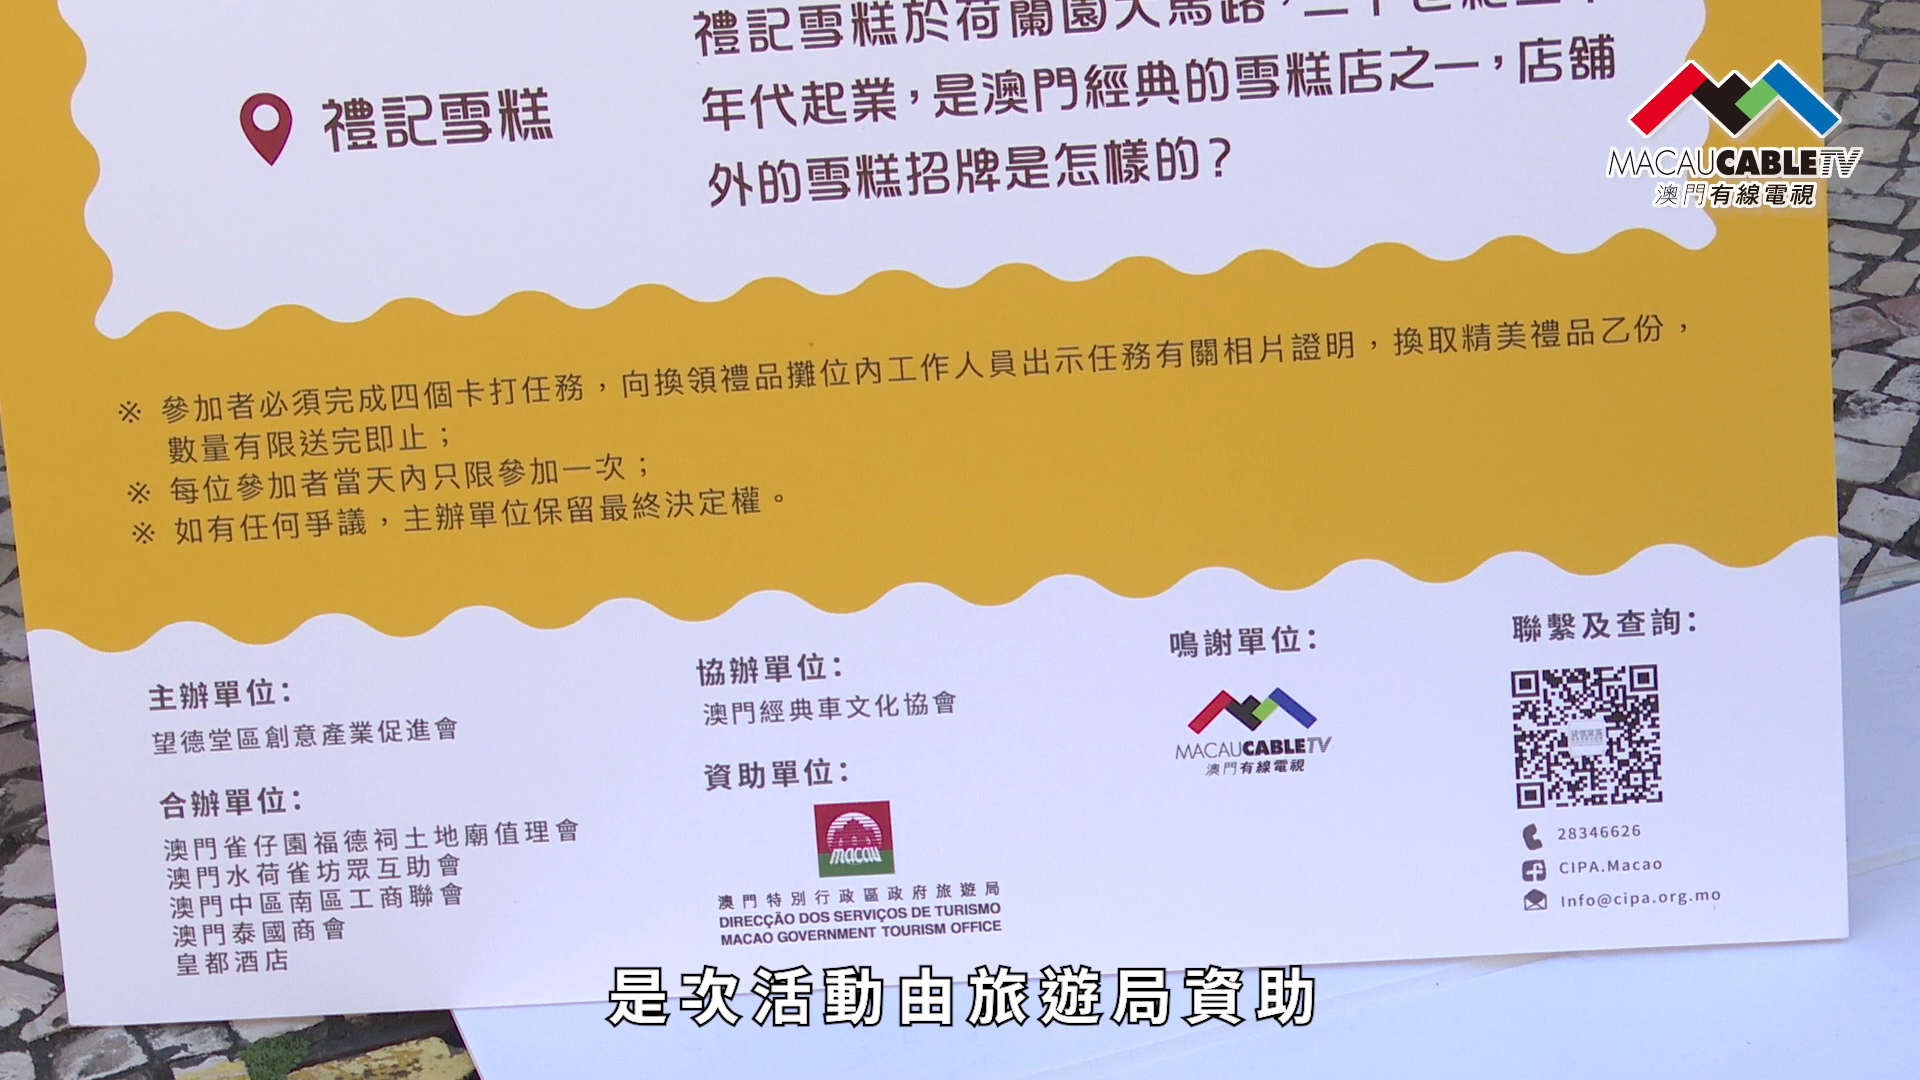 禮記雪糕於荷蘭園大馬路，二十世紀
年代起業，是澳門經典的雪糕店之一，店舖
外的雪糕招牌是怎樣的？
禮記雪糕
MACAUCABLETV
澳門有線電視
※ 參加者必須完成四個卡打任務，向換領禮品攤位內工作人員出示任務有關相片證明，換取精美禮品乙份，
數量有限送完即止；
※ 每位參加者當天內只限參加一次；
※ 如有任何爭議，主辦單位保留最終決定權。
主辦單位：
望德堂區創意產業促進會
合辦單位：
澳門雀仔園福德祠土地廟值理會
澳門水荷雀坊眾互助會
澳門中區南區工商聯會
澳門泰國商會
皇都酒店
協辦單位：
澳門經典車文化協會
資助單位：
macau
澳門特別行政區政府旅遊局
DIRECÇÃO DOS SERVIÇOS DE TURISMO
MACAO GOVERNMENT TOURISM OFFICE
鳴謝單位：
MACAUCABLETV
澳門有線電視
聯繫及查詢：
28346626
CIPA.Macao
Info@cipa.org.mo
是次活動由旅遊局資助